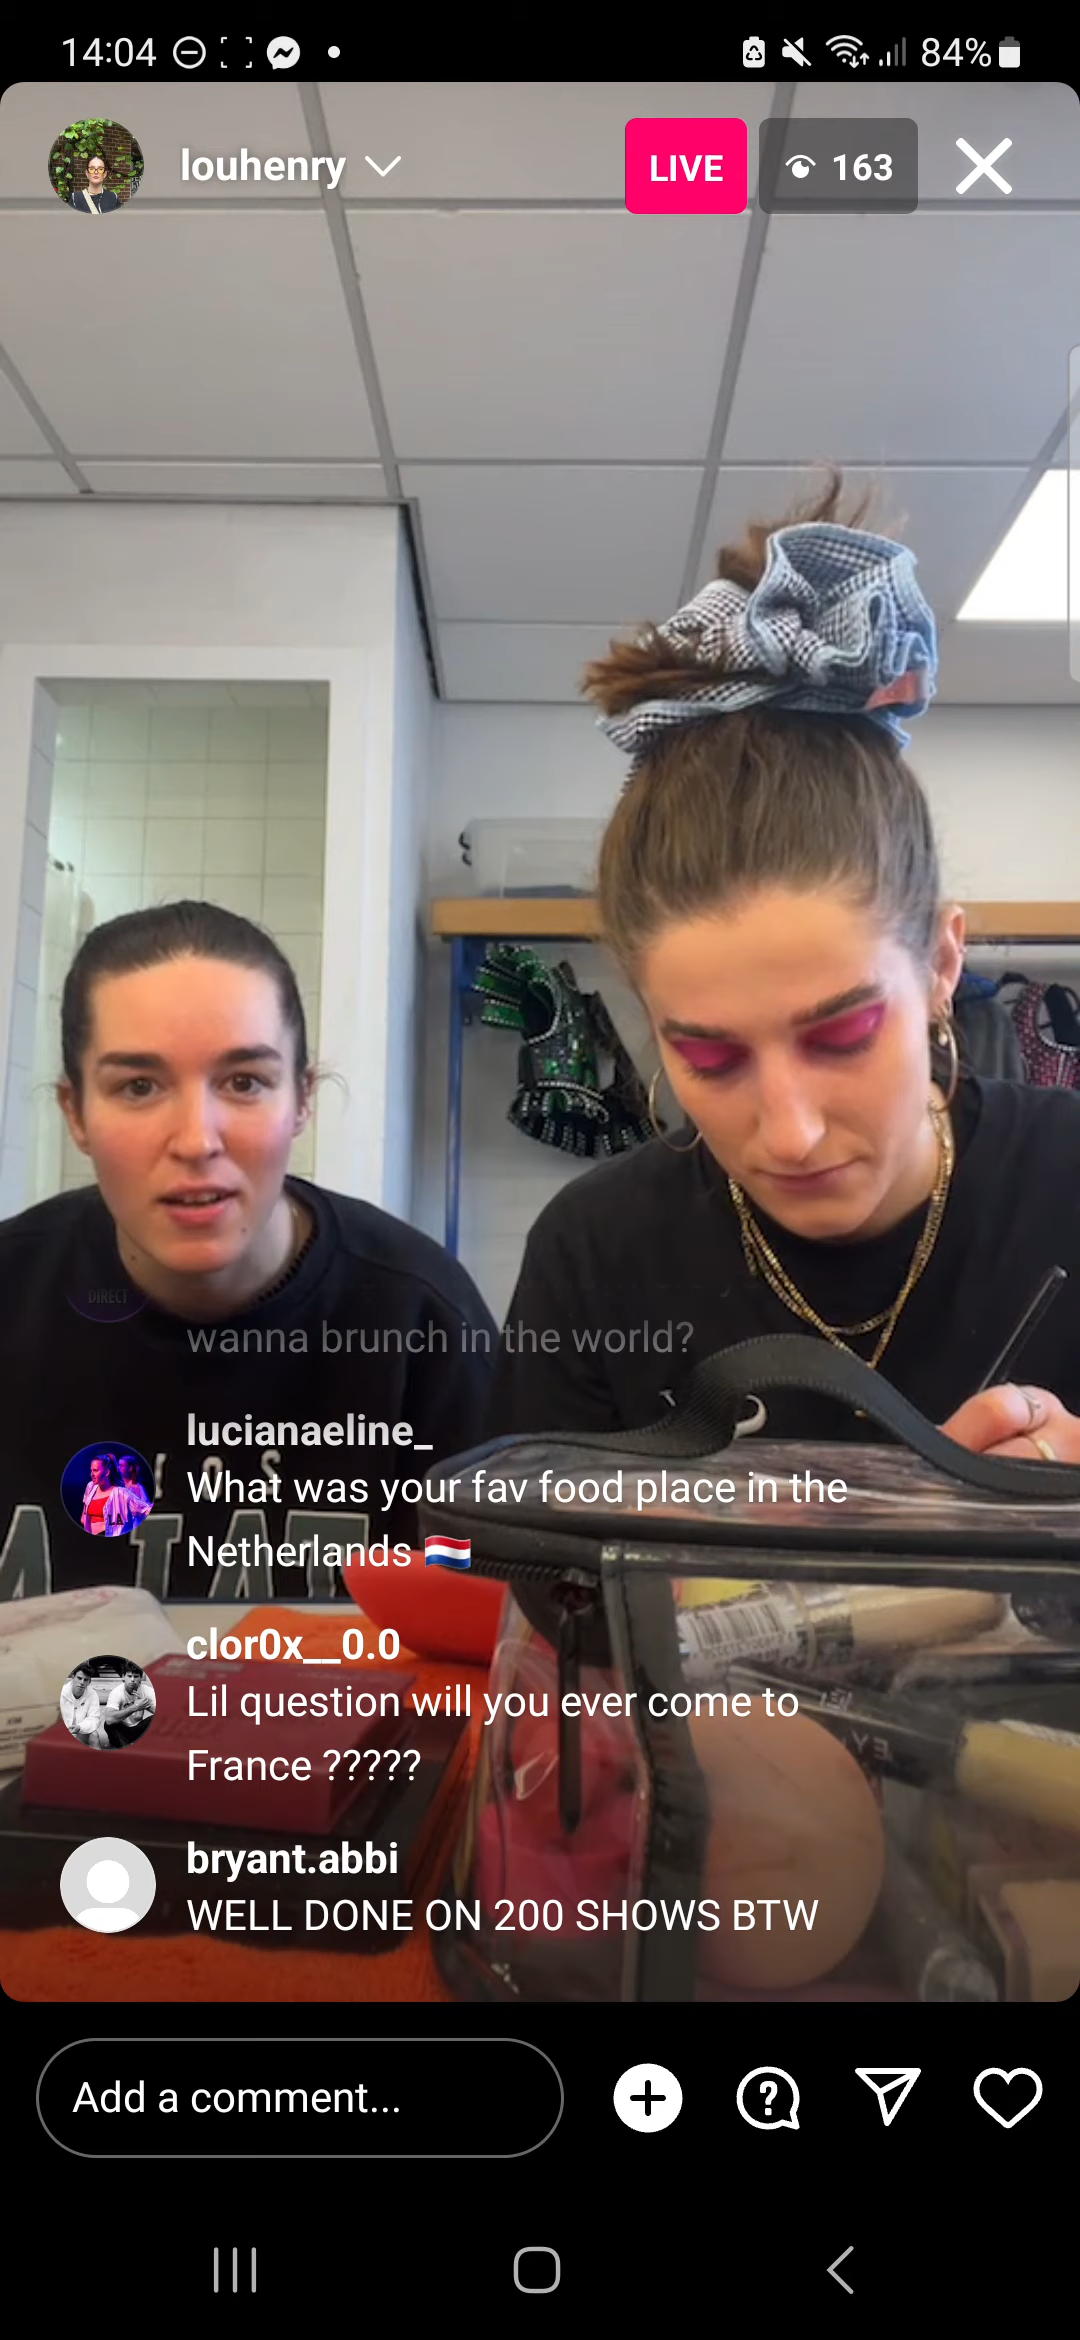 14:04
84%
louhenry
LIVE
163
DIRECT
wanna brunch in the world?
lucianaeline_
What was your fav food place in the
Netherlands 🇳🇱
clor0x__0.0
Lil question will you ever come to
France ?????
bryant.abbi
WELL DONE ON 200 SHOWS BTW
Add a comment...